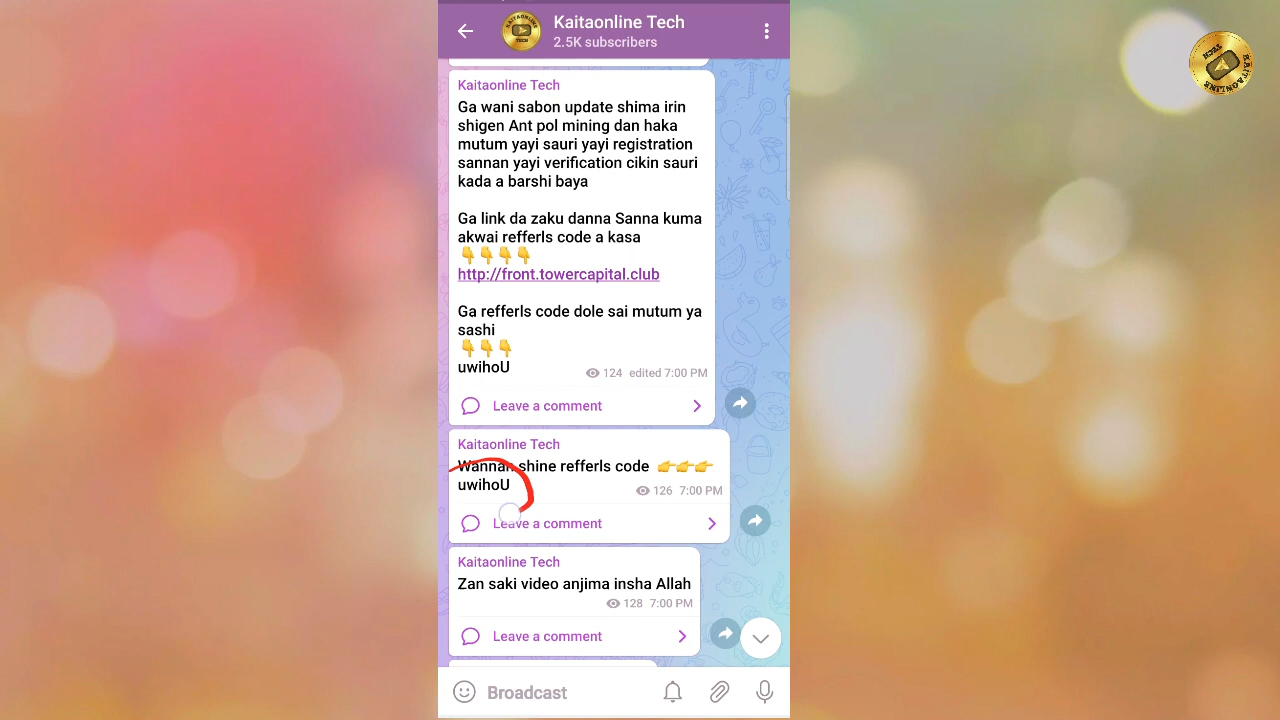 Kaitaonline Tech
2.5K subscribers
KAITAONLINE
TECH
Kaitaonline Tech
Ga wani sabon update shima irin
shigen Ant pol mining dan haka
mutum yayi sauri yayi registration
sannan yayi verification cikin sauri
kada a barshi baya
Ga link da zaku danna Sanna kuma
akwai refferls code a kasa
👇👇👇👇
http://front.towercapital.club
Ga refferls code dole sai mutum ya
sashi
👇👇👇
uwihoU
124 edited 7:00 PM
Leave a comment
Kaitaonline Tech
Wannan shine refferls code 👉👉👉
uwihoU
126 7:00 PM
Leave a comment
Kaitaonline Tech
Zan saki video anjima insha Allah
128 7:00 PM
Leave a comment
Broadcast